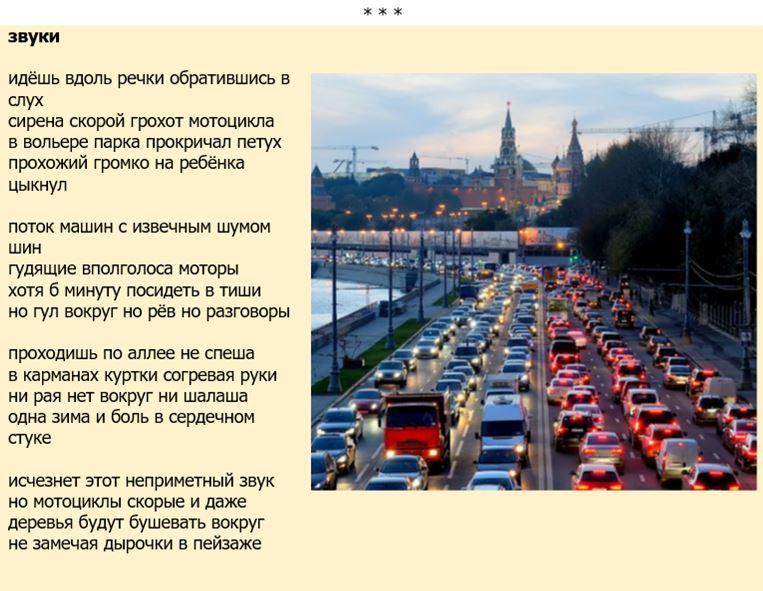 * * *
звуки
идёшь вдоль речки обратившись в
слух
сирена скорой грохот мотоцикла
в вольере парка прокричал петух
прохожий громко на ребёнка
цыкнул
поток машин с извечным шумом
шин
гудящие вполголоса моторы
хотя б минуту посидеть в тиши
но гул вокруг но рёв но разговоры
проходишь по аллее не спеша
в карманах куртки согревая руки
ни рая нет вокруг ни шалаша
одна зима и боль в сердечном
стуке
исчезнет этот неприметный звук
но мотоциклы скорые и даже
деревья будут бушевать вокруг
не замечая дырочки в пейзаже